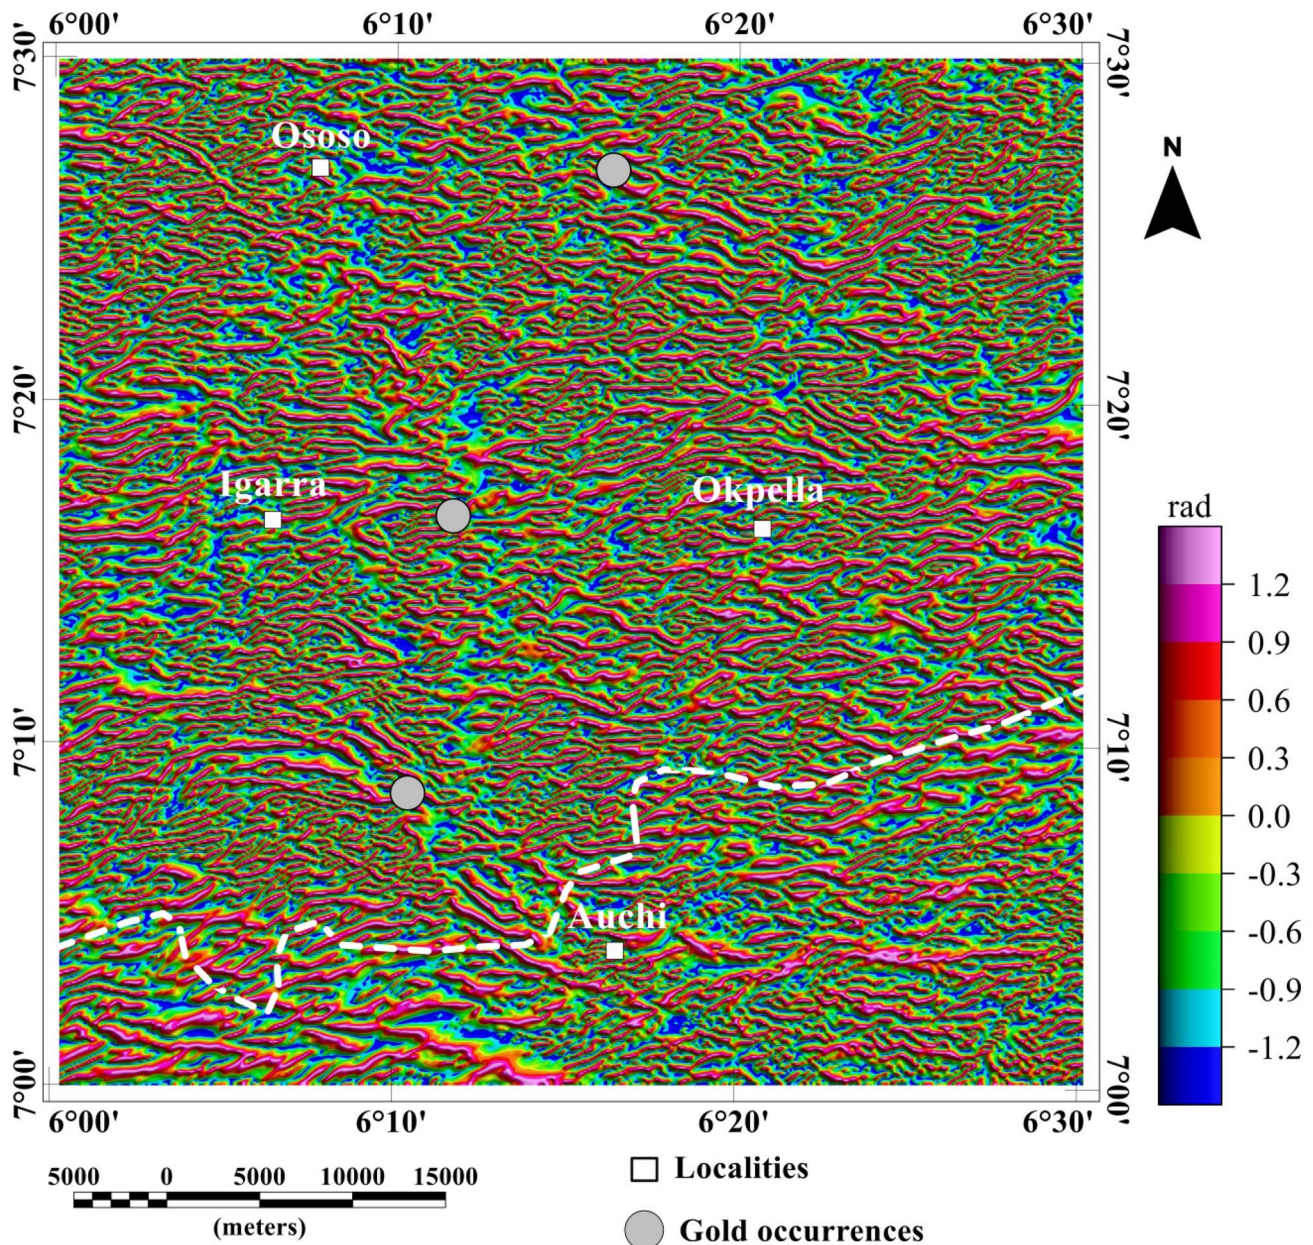 6°00' 6°10' 6°20' 6°30'
7°30' 7°30'
Ososo
N
7°20' 7°20'
Igarra Okpella
rad
1.2
0.9
0.6
0.3
0.0
-0.3
-0.6
-0.9
-1.2
7°10' 7°10'
Auchi
7°00' 7°00'
6°00' 6°10' 6°20' 6°30'
5000 0 5000 10000 15000
(meters)
Localities
Gold occurrences